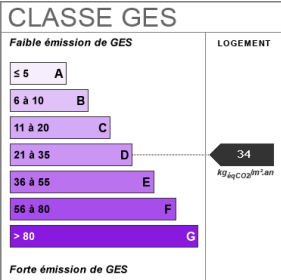 CLASSE GES
Faible émission de GES
LOGEMENT
≤ 5 A
6 à 10 B
11 à 20 C
21 à 35 D
34
kgéqCO2/m².an
36 à 55 E
56 à 80 F
> 80 G
Forte émission de GES